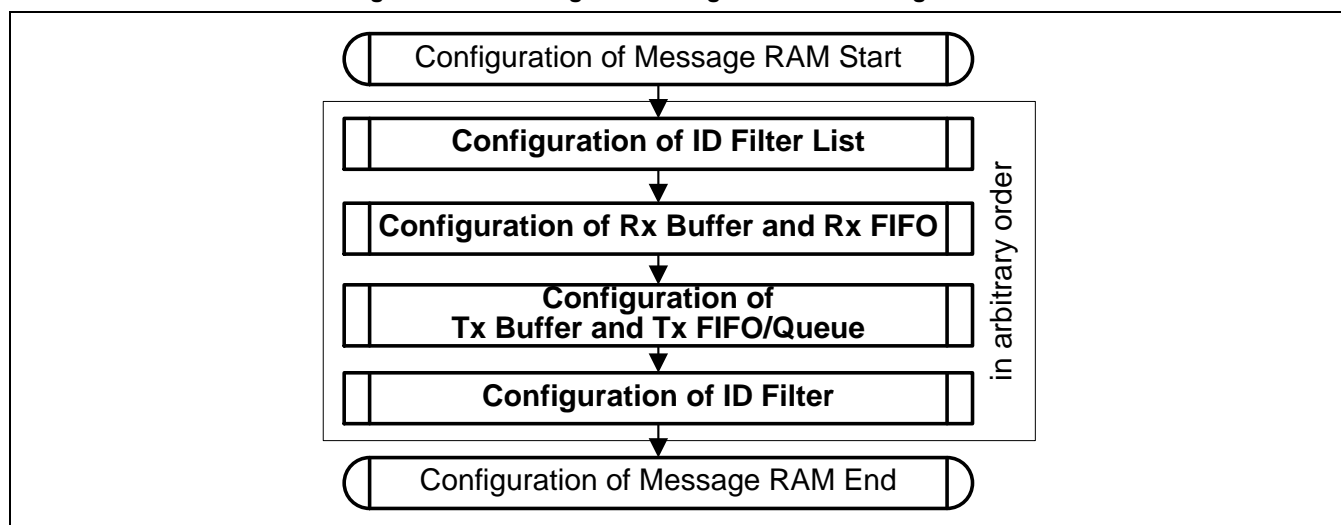 Configuration of Message RAM Start
Configuration of ID Filter List
Configuration of Rx Buffer and Rx FIFO
Configuration of
Tx Buffer and Tx FIFO/Queue
Configuration of ID Filter
in arbitrary order
Configuration of Message RAM End